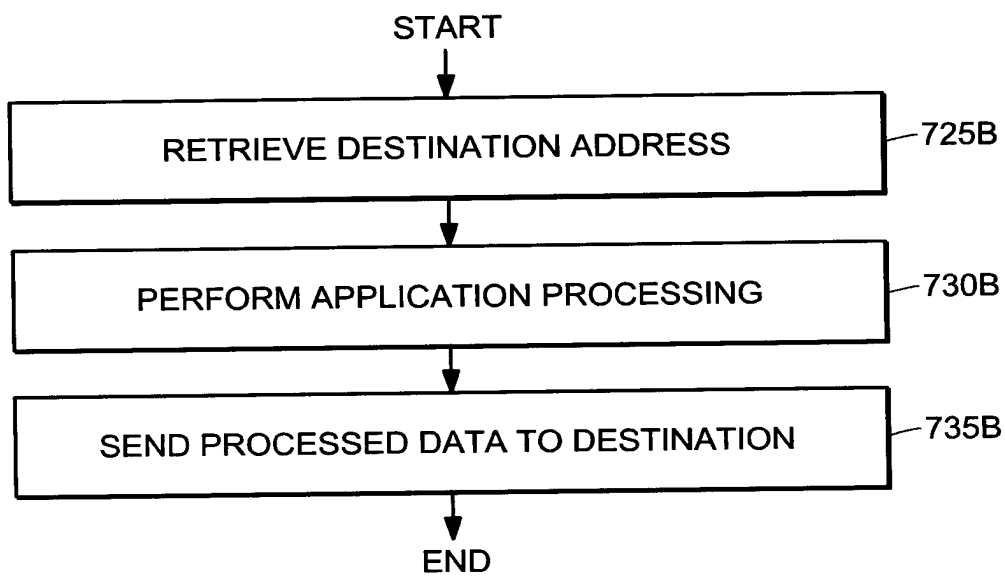 START
RETRIEVE DESTINATION ADDRESS
725B
PERFORM APPLICATION PROCESSING
730B
SEND PROCESSED DATA TO DESTINATION
735B
END